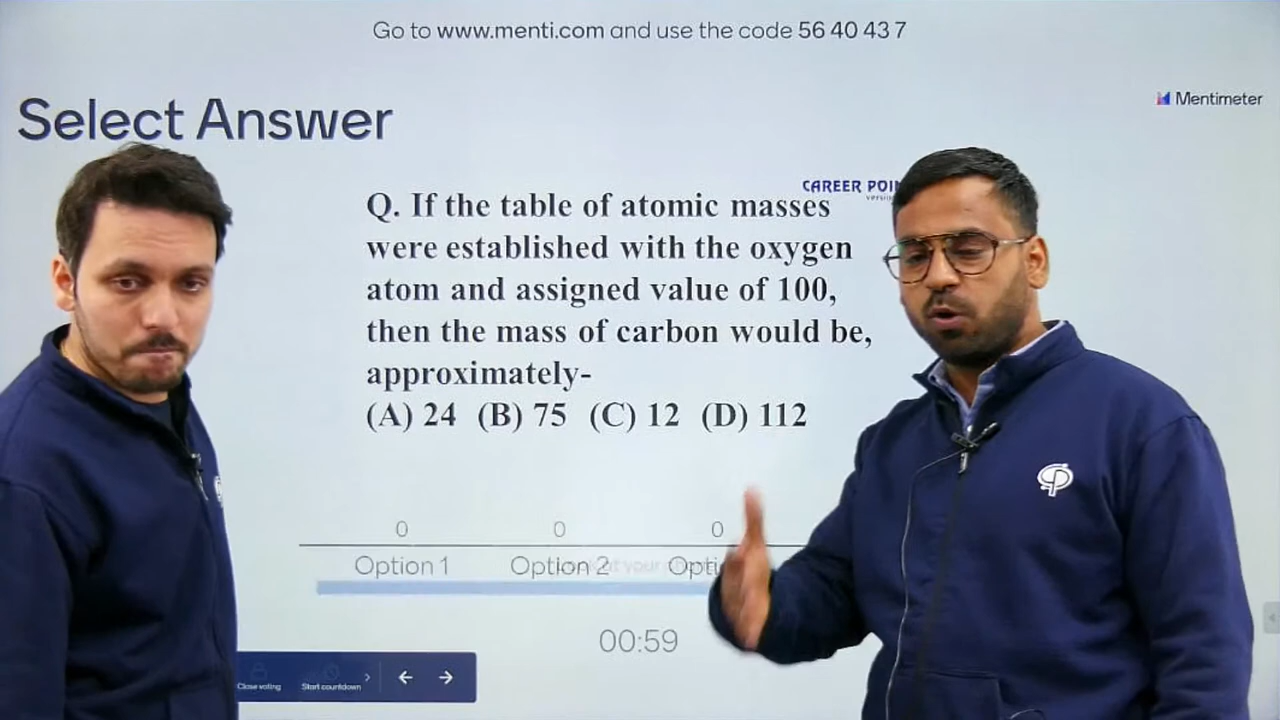 Go to www.menti.com and use the code 56 40 43 7
Mentimeter
Select Answer
CAREER POI
Q. If the table of atomic masses
were established with the oxygen
atom and assigned value of 100,
then the mass of carbon would be,
approximately-
(A) 24 (B) 75 (C) 12 (D) 112
0 0 0
Option 1 Option 2 Optio
00:59
Close voting Start countdown